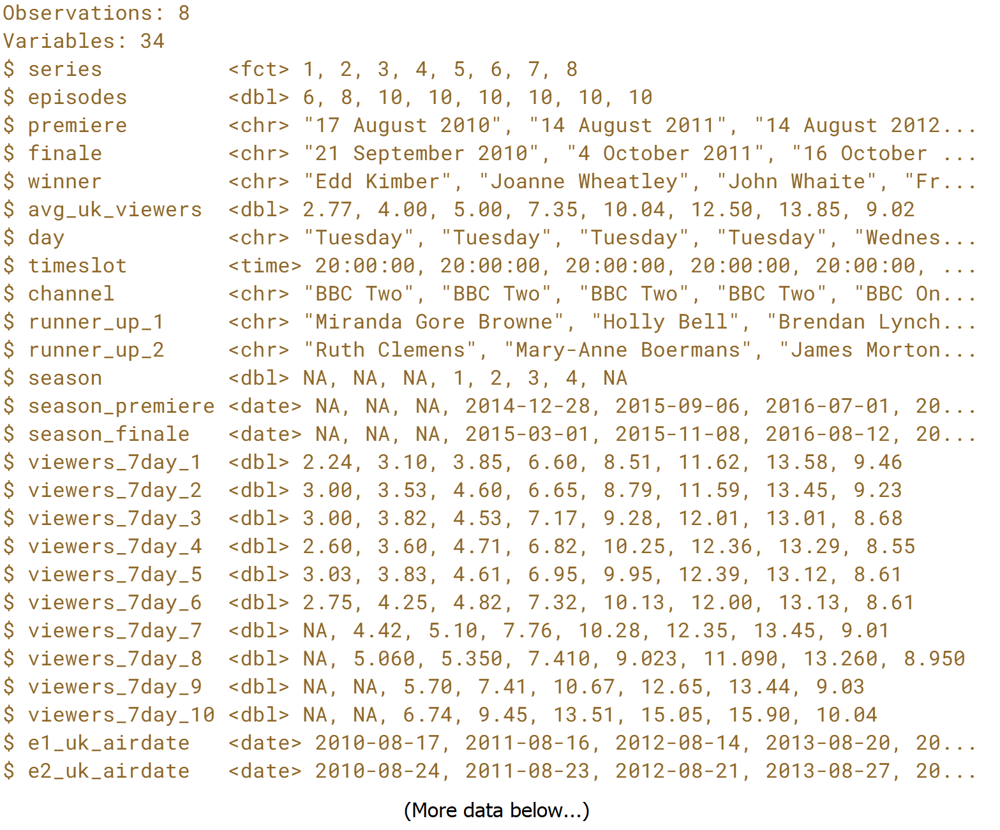 Observations: 8
Variables: 34
$ series          <fct> 1, 2, 3, 4, 5, 6, 7, 8
$ episodes        <dbl> 6, 8, 10, 10, 10, 10, 10, 10
$ premiere        <chr> "17 August 2010", "14 August 2011", "14 August 2012...
$ finale          <chr> "21 September 2010", "4 October 2011", "16 October ...
$ winner          <chr> "Edd Kimber", "Joanne Wheatley", "John Whaite", "Fr...
$ avg_uk_viewers  <dbl> 2.77, 4.00, 5.00, 7.35, 10.04, 12.50, 13.85, 9.02
$ day             <chr> "Tuesday", "Tuesday", "Tuesday", "Tuesday", "Wednes...
$ timeslot        <time> 20:00:00, 20:00:00, 20:00:00, 20:00:00, 20:00:00, ...
$ channel         <chr> "BBC Two", "BBC Two", "BBC Two", "BBC Two", "BBC On...
$ runner_up_1     <chr> "Miranda Gore Browne", "Holly Bell", "Brendan Lynch...
$ runner_up_2     <chr> "Ruth Clemens", "Mary-Anne Boermans", "James Morton...
$ season          <dbl> NA, NA, NA, 1, 2, 3, 4, NA
$ season_premiere <date> NA, NA, NA, 2014-12-28, 2015-09-06, 2016-07-01, 20...
$ season_finale   <date> NA, NA, NA, 2015-03-01, 2015-11-08, 2016-08-12, 20...
$ viewers_7day_1  <dbl> 2.24, 3.10, 3.85, 6.60, 8.51, 11.62, 13.58, 9.46
$ viewers_7day_2  <dbl> 3.00, 3.53, 4.60, 6.65, 8.79, 11.59, 13.45, 9.23
$ viewers_7day_3  <dbl> 3.00, 3.82, 4.53, 7.17, 9.28, 12.01, 13.01, 8.68
$ viewers_7day_4  <dbl> 2.60, 3.60, 4.71, 6.82, 10.25, 12.36, 13.29, 8.55
$ viewers_7day_5  <dbl> 3.03, 3.83, 4.61, 6.95, 9.95, 12.39, 13.12, 8.61
$ viewers_7day_6  <dbl> 2.75, 4.25, 4.82, 7.32, 10.13, 12.00, 13.13, 8.61
$ viewers_7day_7  <dbl> NA, 4.42, 5.10, 7.76, 10.28, 12.35, 13.45, 9.01
$ viewers_7day_8  <dbl> NA, 5.060, 5.350, 7.410, 9.023, 11.090, 13.260, 8.950
$ viewers_7day_9  <dbl> NA, NA, 5.70, 7.41, 10.67, 12.65, 13.44, 9.03
$ viewers_7day_10 <dbl> NA, NA, 6.74, 9.45, 13.51, 15.05, 15.90, 10.04
$ e1_uk_airdate   <date> 2010-08-17, 2011-08-16, 2012-08-14, 2013-08-20, 20...
$ e2_uk_airdate   <date> 2010-08-24, 2011-08-23, 2012-08-21, 2013-08-27, 20...
(More data below...)